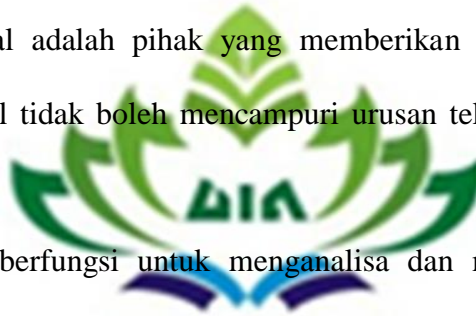 al adalah pihak yang memberikan
l tidak boleh mencampuri urusan te
UIN
berfungsi untuk menganalisa dan